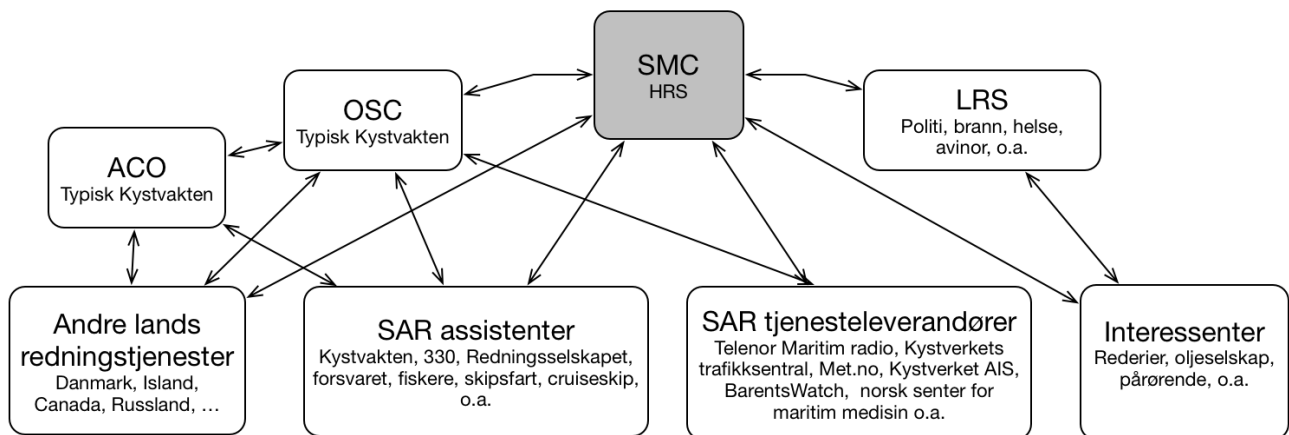 SMC
HRS
OSC
Typisk Kystvakten
LRS
Politi, brann, helse,
avinor, o.a.
ACO
Typisk Kystvakten
Andre lands
redningstjenester
Danmark, Island,
Canada, Russland, …
SAR assistenter
Kystvakten, 330, Redningsselskapet,
forsvaret, fiskere, skipsfart, cruiseskip,
o.a.
SAR tjenesteleverandører
Telenor Maritim radio, Kystverkets
trafikksentral, Met.no, Kystverket AIS,
BarentsWatch, norsk senter for
maritim medisin o.a.
Interessenter
Rederier, oljeselskap,
pårørende, o.a.